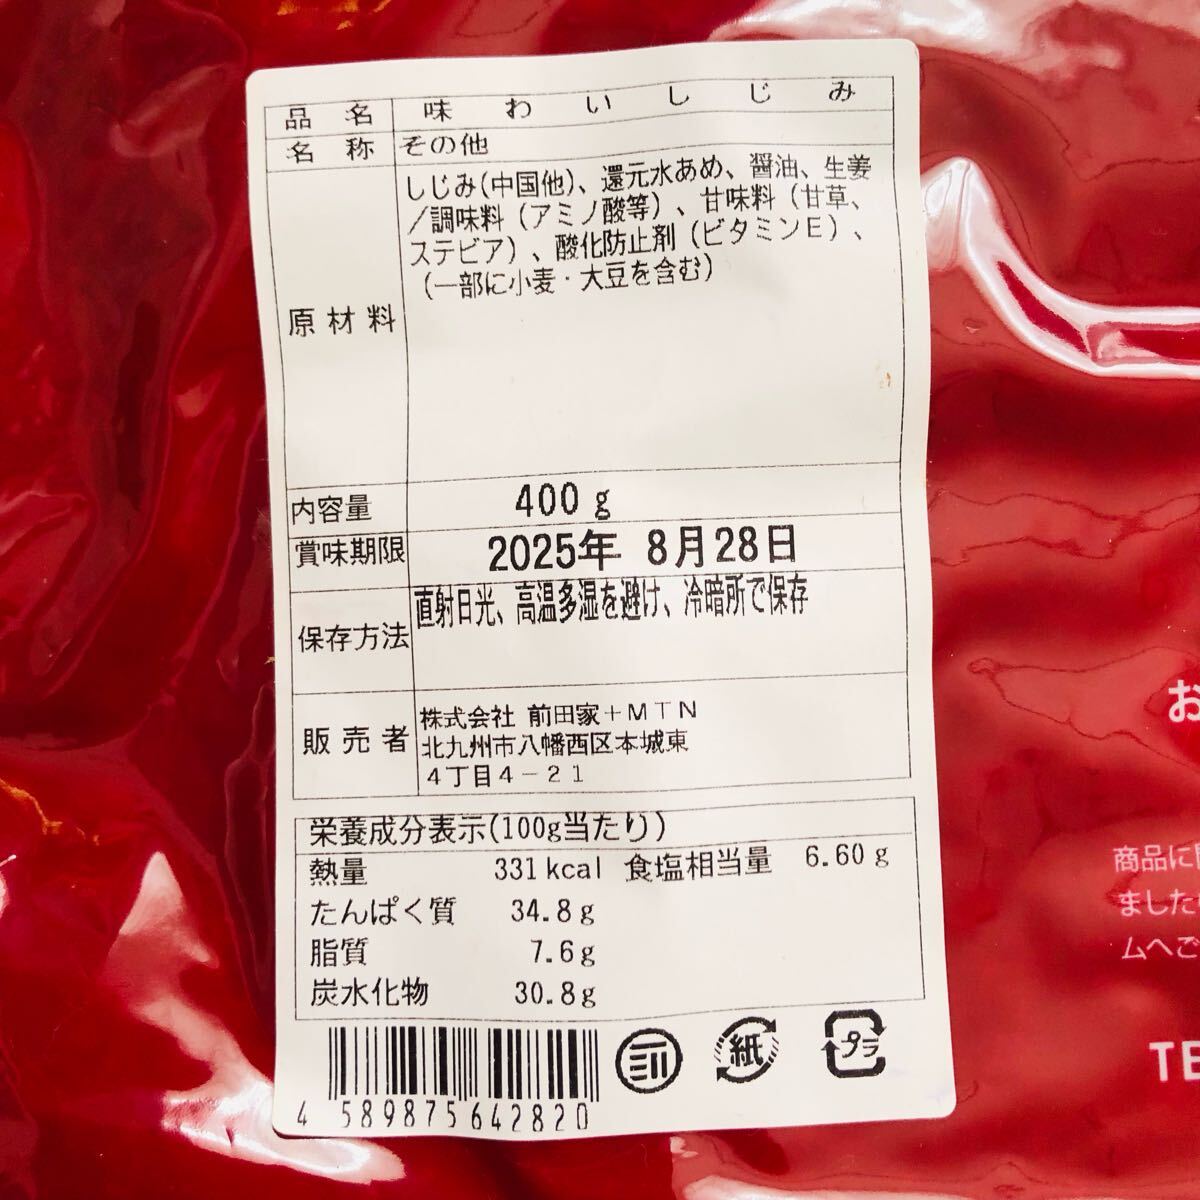 品名 味わいしじみ
名称 その他
しじみ(中国他)、還元水あめ、醤油、生姜
／調味料(アミノ酸等)、甘味料(甘草、
ステビア)、酸化防止剤(ビタミンE)、
(一部に小麦・大豆を含む)
原材料
内容量 400g
賞味期限 2025年 8月28日
直射日光、高温多湿を避け、冷暗所で保存
保存方法
株式会社 前田家+MTN
販売者 北九州市八幡西区本城東
4丁目4-21
栄養成分表示(100g当たり)
熱量 331kcal 食塩相当量 6.60g
たんぱく質 34.8g
脂質 7.6g
炭水化物 30.8g
紙
プラ
4 589875642820
お
商品に
ました
ムへご
TE